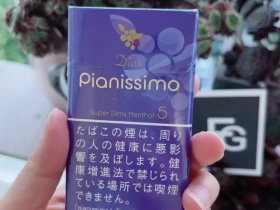 Pianissimo
Super Slims Menthol 5
たばこの煙は、周り
の人の健康に悪影
響を及ぼします。健
康増進法で禁じられ
ている場所では喫煙
できません。